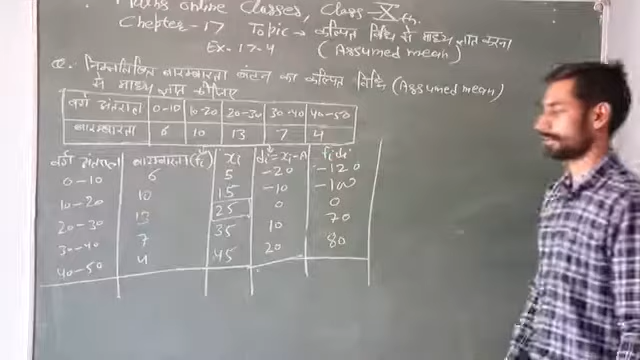 Maths online Classes, Class-Xth
Chepter-17 Topic → कल्पित विधि से माध्य ज्ञात करना
Ex-17.4 (Assumed mean)
Q. निम्नलिखित बारम्बारता बंटन का कल्पित विधि (Assumed mean)
से माध्य ज्ञात कीजिए
वर्ग अंतराल 0-10 10-20 20-30 30-40 40-50
बारम्बारता 6 10 13 7 4
वर्ग अंतराल बारम्बारता (fi) xi di=xi-A fidi
0-10 6 5 -20 -120
10-20 10 15 -10 -100
20-30 13 25 0 0
30-40 7 35 10 70
40-50 4 45 20 80